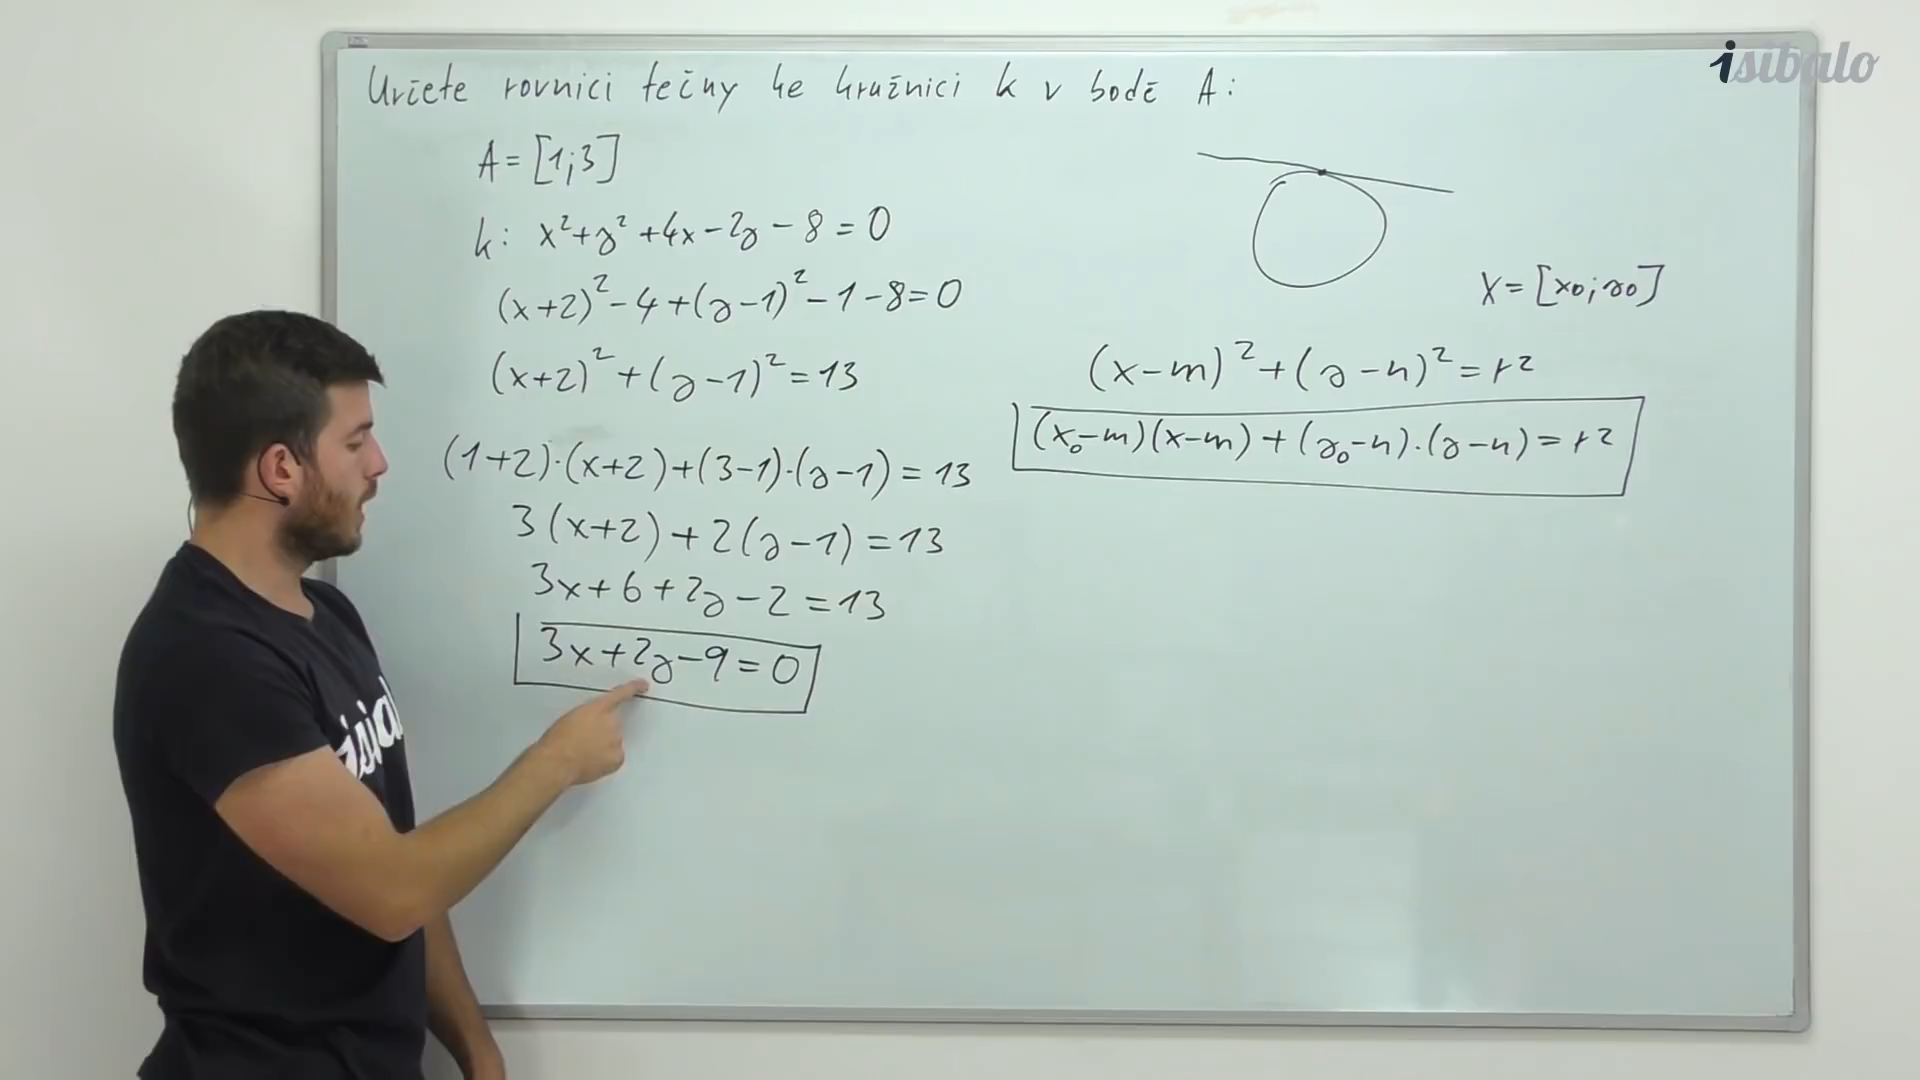 isibalo
Určete rovnici tečny ke kružnici k v bodě A:
A = [1;3]
k: x² + y² + 4x - 2y - 8 = 0
(x+2)² - 4 + (y-1)² - 1 - 8 = 0
(x+2)² + (y-1)² = 13
(1+2)·(x+2) + (3-1)·(y-1) = 13
3(x+2) + 2(y-1) = 13
3x + 6 + 2y - 2 = 13
3x + 2y - 9 = 0
X = [x₀;y₀]
(x-m)² + (y-n)² = r²
(x₀-m)(x-m) + (y₀-n)·(y-n) = r²